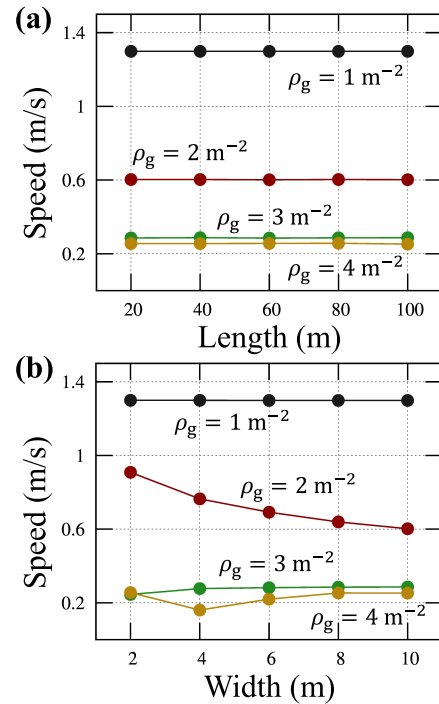 (a)
Speed (m/s)
1.4
1
0.6
0.2
ρg = 1 m−2
ρg = 2 m−2
ρg = 3 m−2
ρg = 4 m−2
20 40 60 80 100
Length (m)
(b)
Speed (m/s)
1.4
1
0.6
0.2
ρg = 1 m−2
ρg = 2 m−2
ρg = 3 m−2
ρg = 4 m−2
2 4 6 8 10
Width (m)